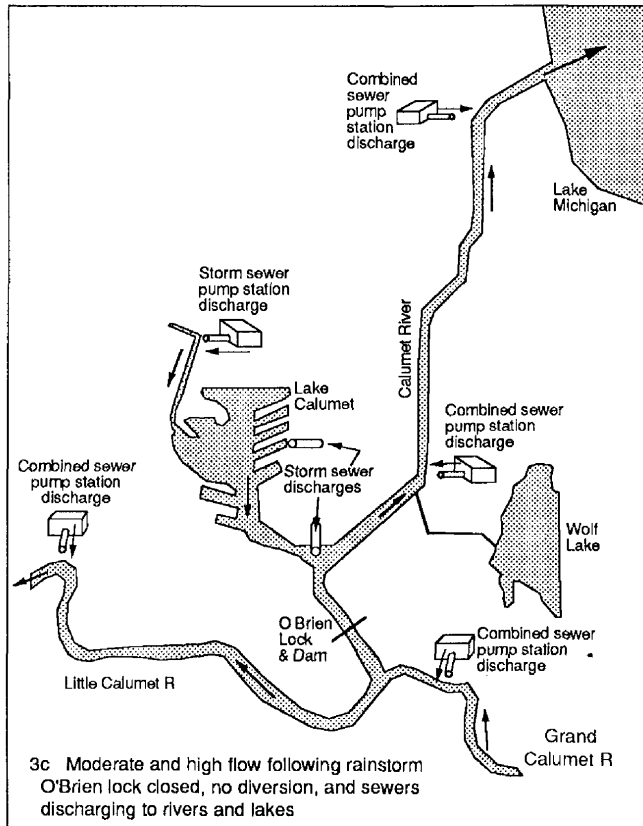 Combined
sewer
pump
station
discharge
Lake
Michigan
Storm sewer
pump station
discharge
Calumet River
Lake
Calumet
Combined sewer
pump station
discharge
Storm sewer
discharges
Combined sewer
pump station
discharge
Wolf
Lake
O'Brien
Lock
& Dam
Combined sewer
pump station
discharge
Little Calumet R
Grand
Calumet R
3c Moderate and high flow following rainstorm
O'Brien lock closed, no diversion, and sewers
discharging to rivers and lakes